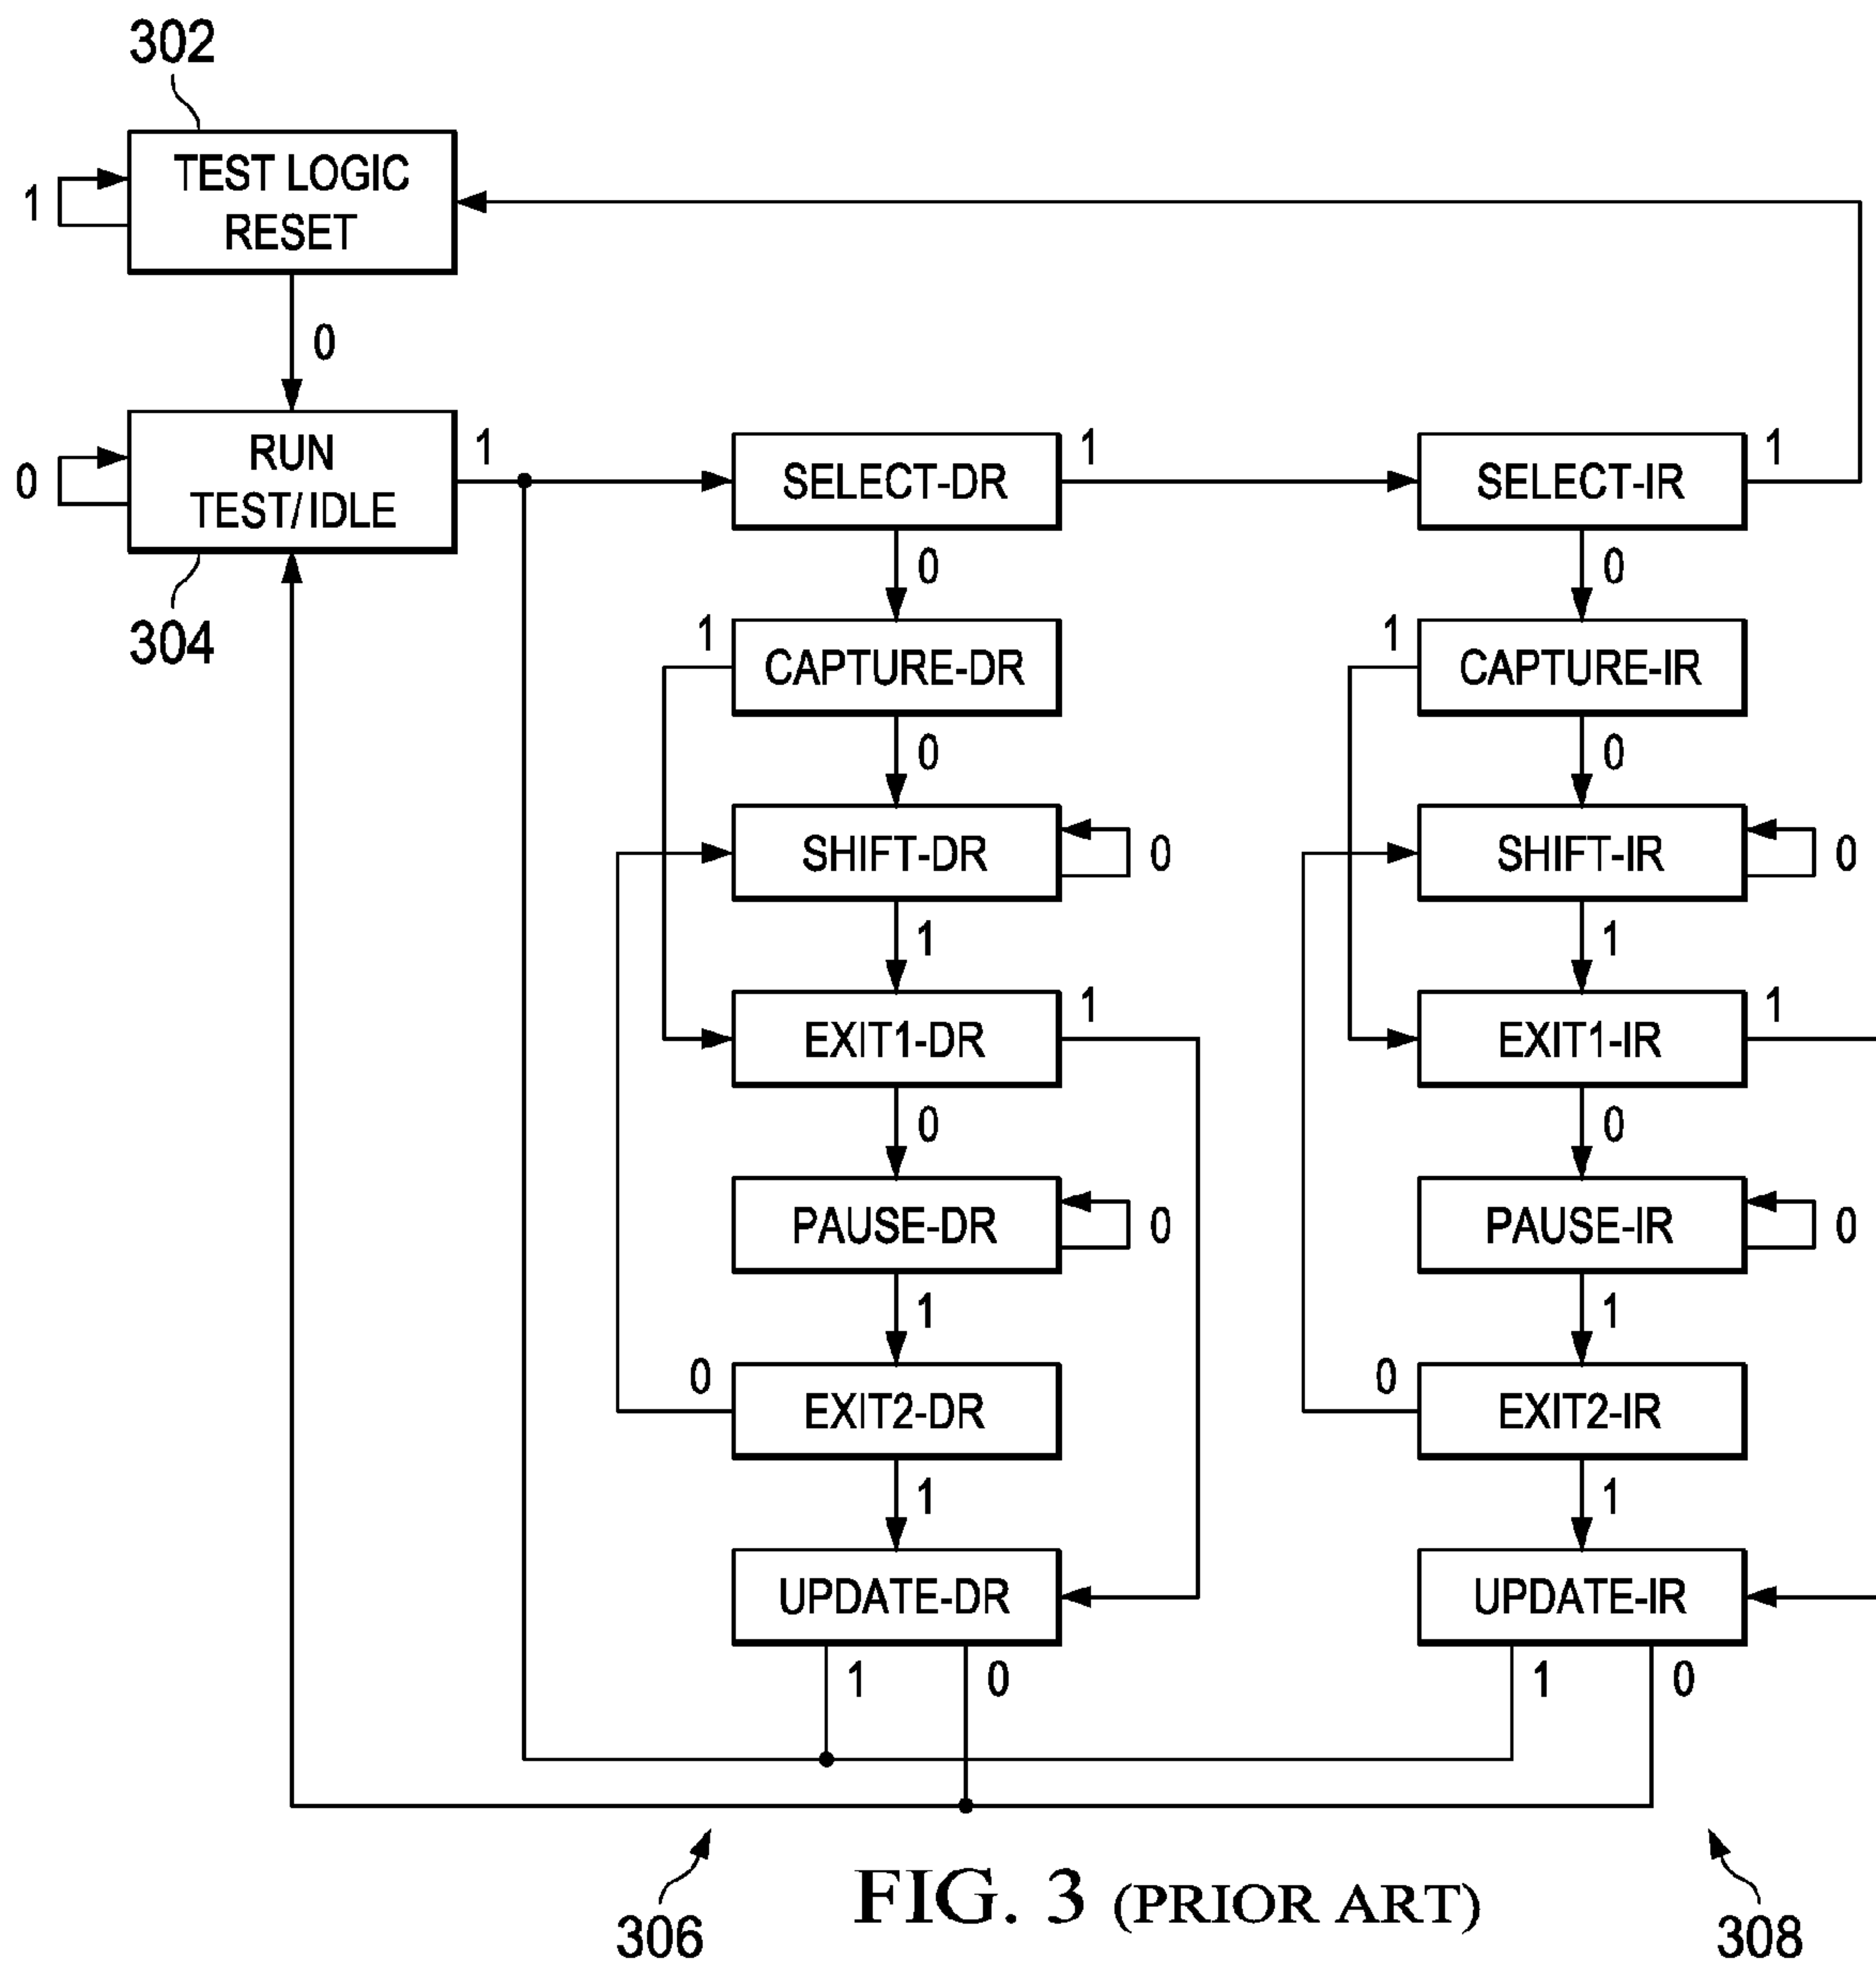 302
TEST LOGIC
RESET
1
0
RUN
TEST/IDLE
0
1
304
SELECT-DR
1
SELECT-IR
1
0
0
1
CAPTURE-DR
1
CAPTURE-IR
0
0
SHIFT-DR
0
SHIFT-IR
0
1
1
EXIT1-DR
1
EXIT1-IR
1
0
0
PAUSE-DR
0
PAUSE-IR
0
1
1
0
EXIT2-DR
0
EXIT2-IR
1
1
UPDATE-DR
UPDATE-IR
1
0
1
0
306
FIG. 3 (PRIOR ART)
308